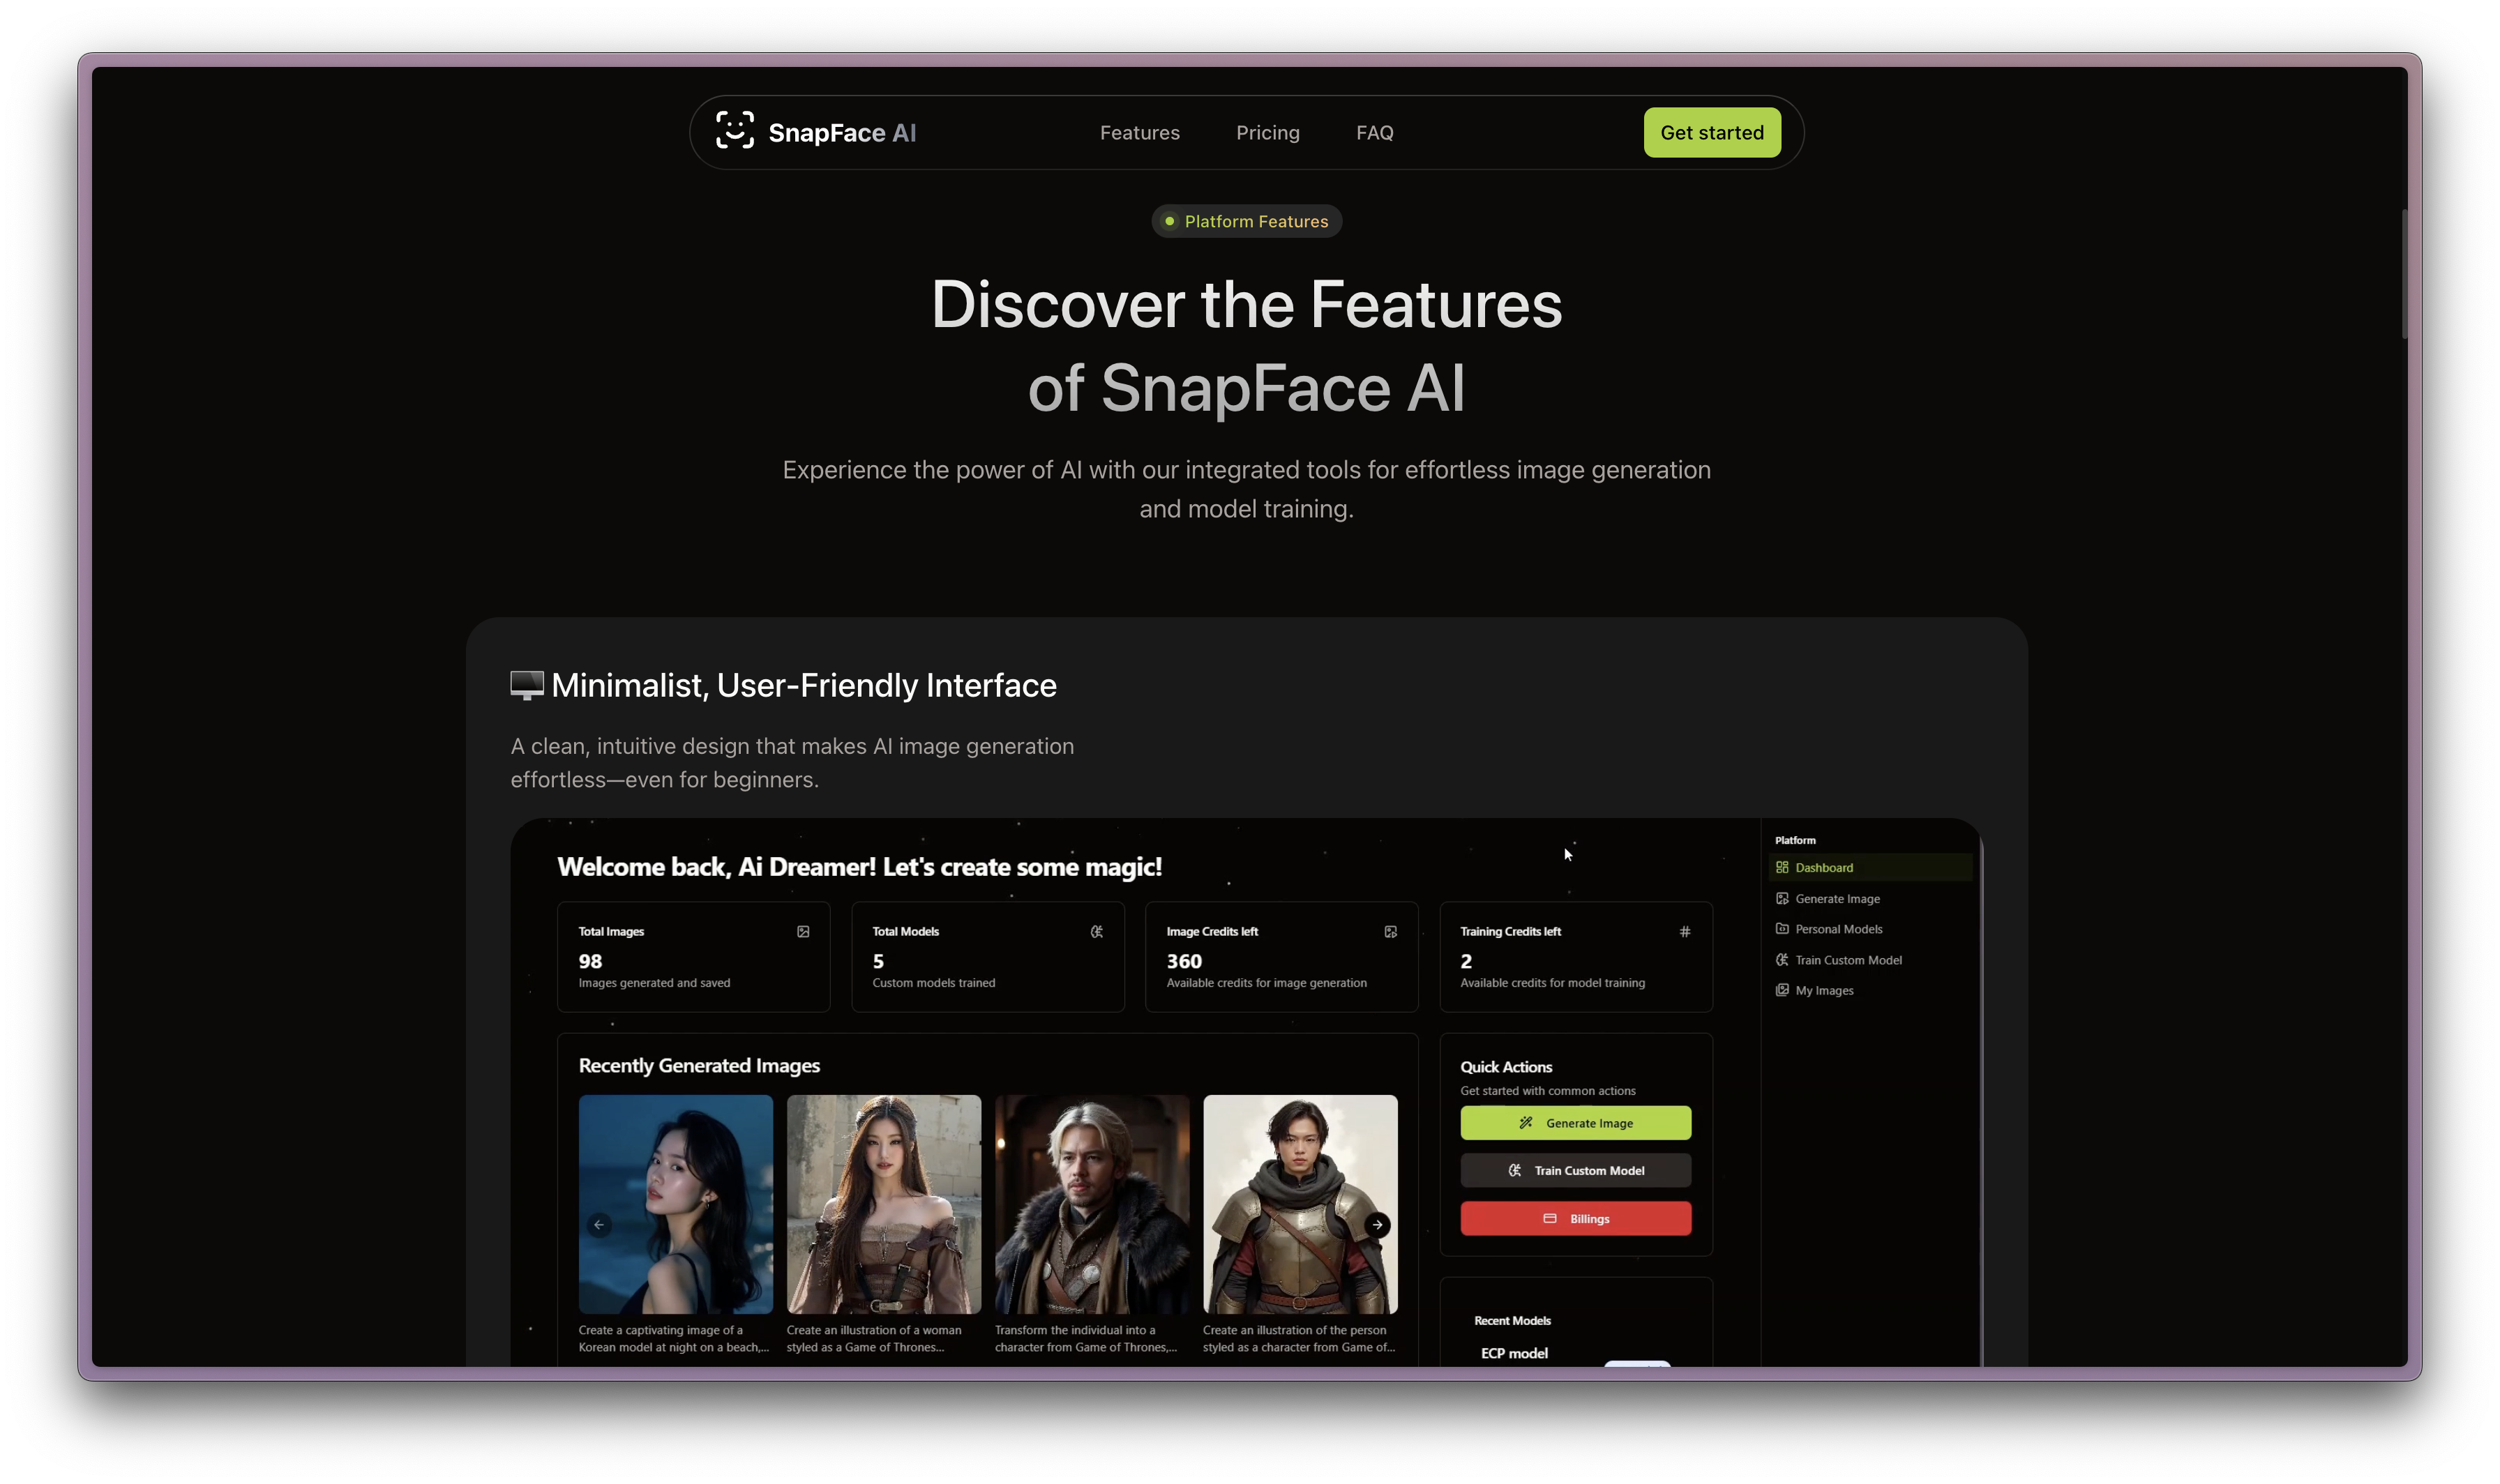 SnapFace AI
Features
Pricing
FAQ
Get started
Platform Features
Discover the Features
of SnapFace AI
Experience the power of AI with our integrated tools for effortless image generation
and model training.
Minimalist, User-Friendly Interface
A clean, intuitive design that makes AI image generation
effortless—even for beginners.
Welcome back, Ai Dreamer! Let's create some magic!
Total Images
98
Images generated and saved
Total Models
5
Custom models trained
Image Credits left
360
Available credits for image generation
Training Credits left
2
Available credits for model training
Recently Generated Images
Create a captivating image of a
Korean model at night on a beach,...
Create an illustration of a woman
styled as a Game of Thrones...
Transform the individual into a
character from Game of Thrones,...
Create an illustration of the person
styled as a character from Game of...
Quick Actions
Get started with common actions
Generate Image
Train Custom Model
Billings
Recent Models
ECP model
Platform
Dashboard
Generate Image
Personal Models
Train Custom Model
My Images